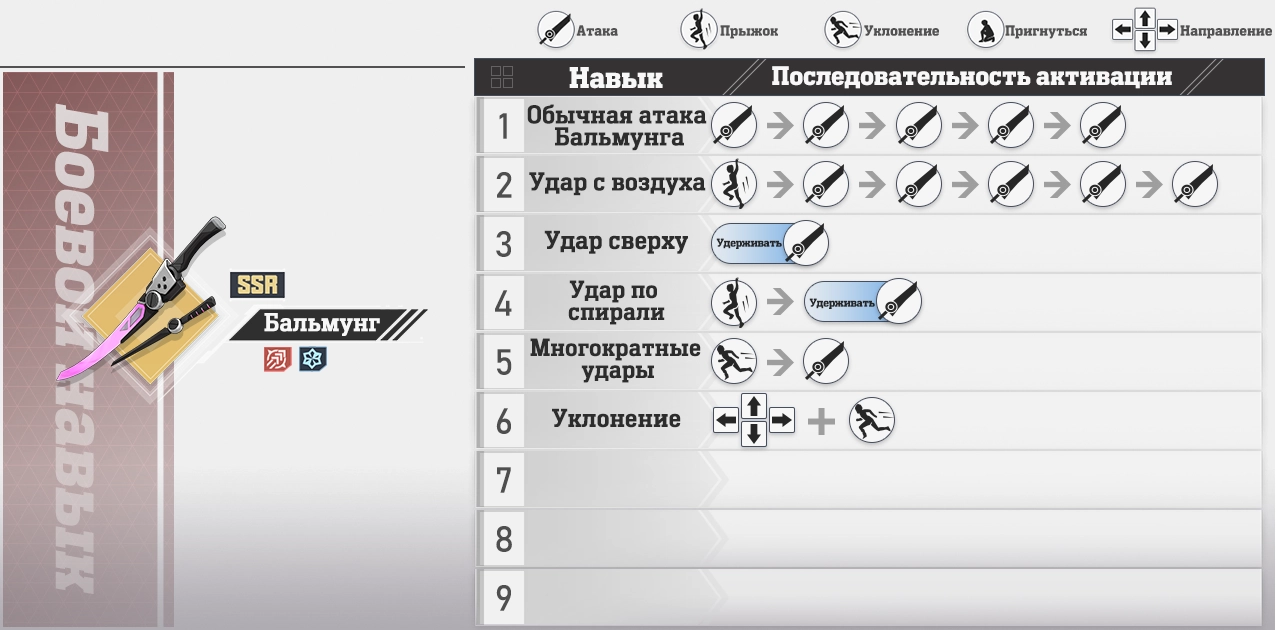 Атака
Прыжок
Уклонение
Пригнуться
Направление
Боевой навык
SSR
Бальмунг
Навык
Последовательность активации
1
Обычная атака
Бальмунга
2
Удар с воздуха
3
Удар сверху
Удерживать
4
Удар по
спирали
Удерживать
5
Многократные
удары
6
Уклонение
7
8
9